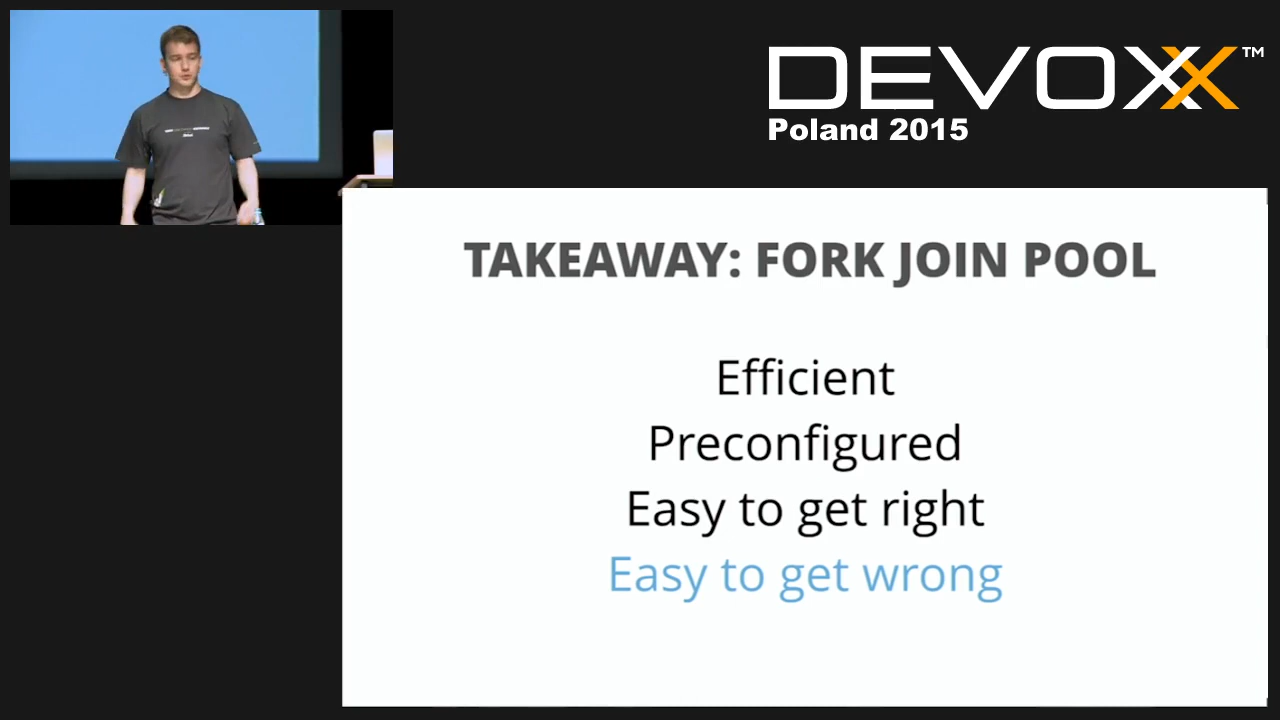 DEVOXX™
Poland 2015
TAKEAWAY: FORK JOIN POOL
Efficient
Preconfigured
Easy to get right
Easy to get wrong